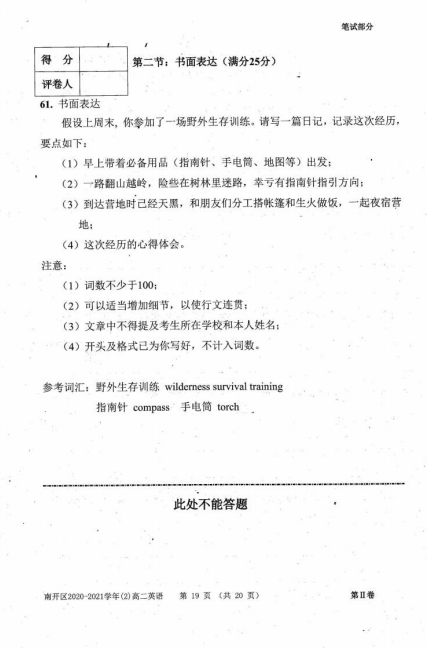 笔试部分
得 分
评卷人
第二节：书面表达（满分25分）
61. 书面表达
假设上周末，你参加了一场野外生存训练。请写一篇日记，记录这次经历，
要点如下：
（1）早上带着必备用品（指南针、手电筒、地图等）出发；
（2）一路翻山越岭，险些在树林里迷路，幸亏有指南针指引方向；
（3）到达营地时已经天黑，和朋友们分工搭帐篷和生火做饭，一起夜宿营
地；
（4）这次经历的心得体会。
注意：
（1）词数不少于100；
（2）可以适当增加细节，以使行文连贯；
（3）文章中不得提及考生所在学校和本人姓名；
（4）开头及格式已为你写好，不计入词数。
参考词汇：野外生存训练 wilderness survival training
指南针 compass 手电筒 torch
此处不能答题
南开区2020-2021学年(2)高二英语 第 19 页 （共 20 页） 第Ⅱ卷